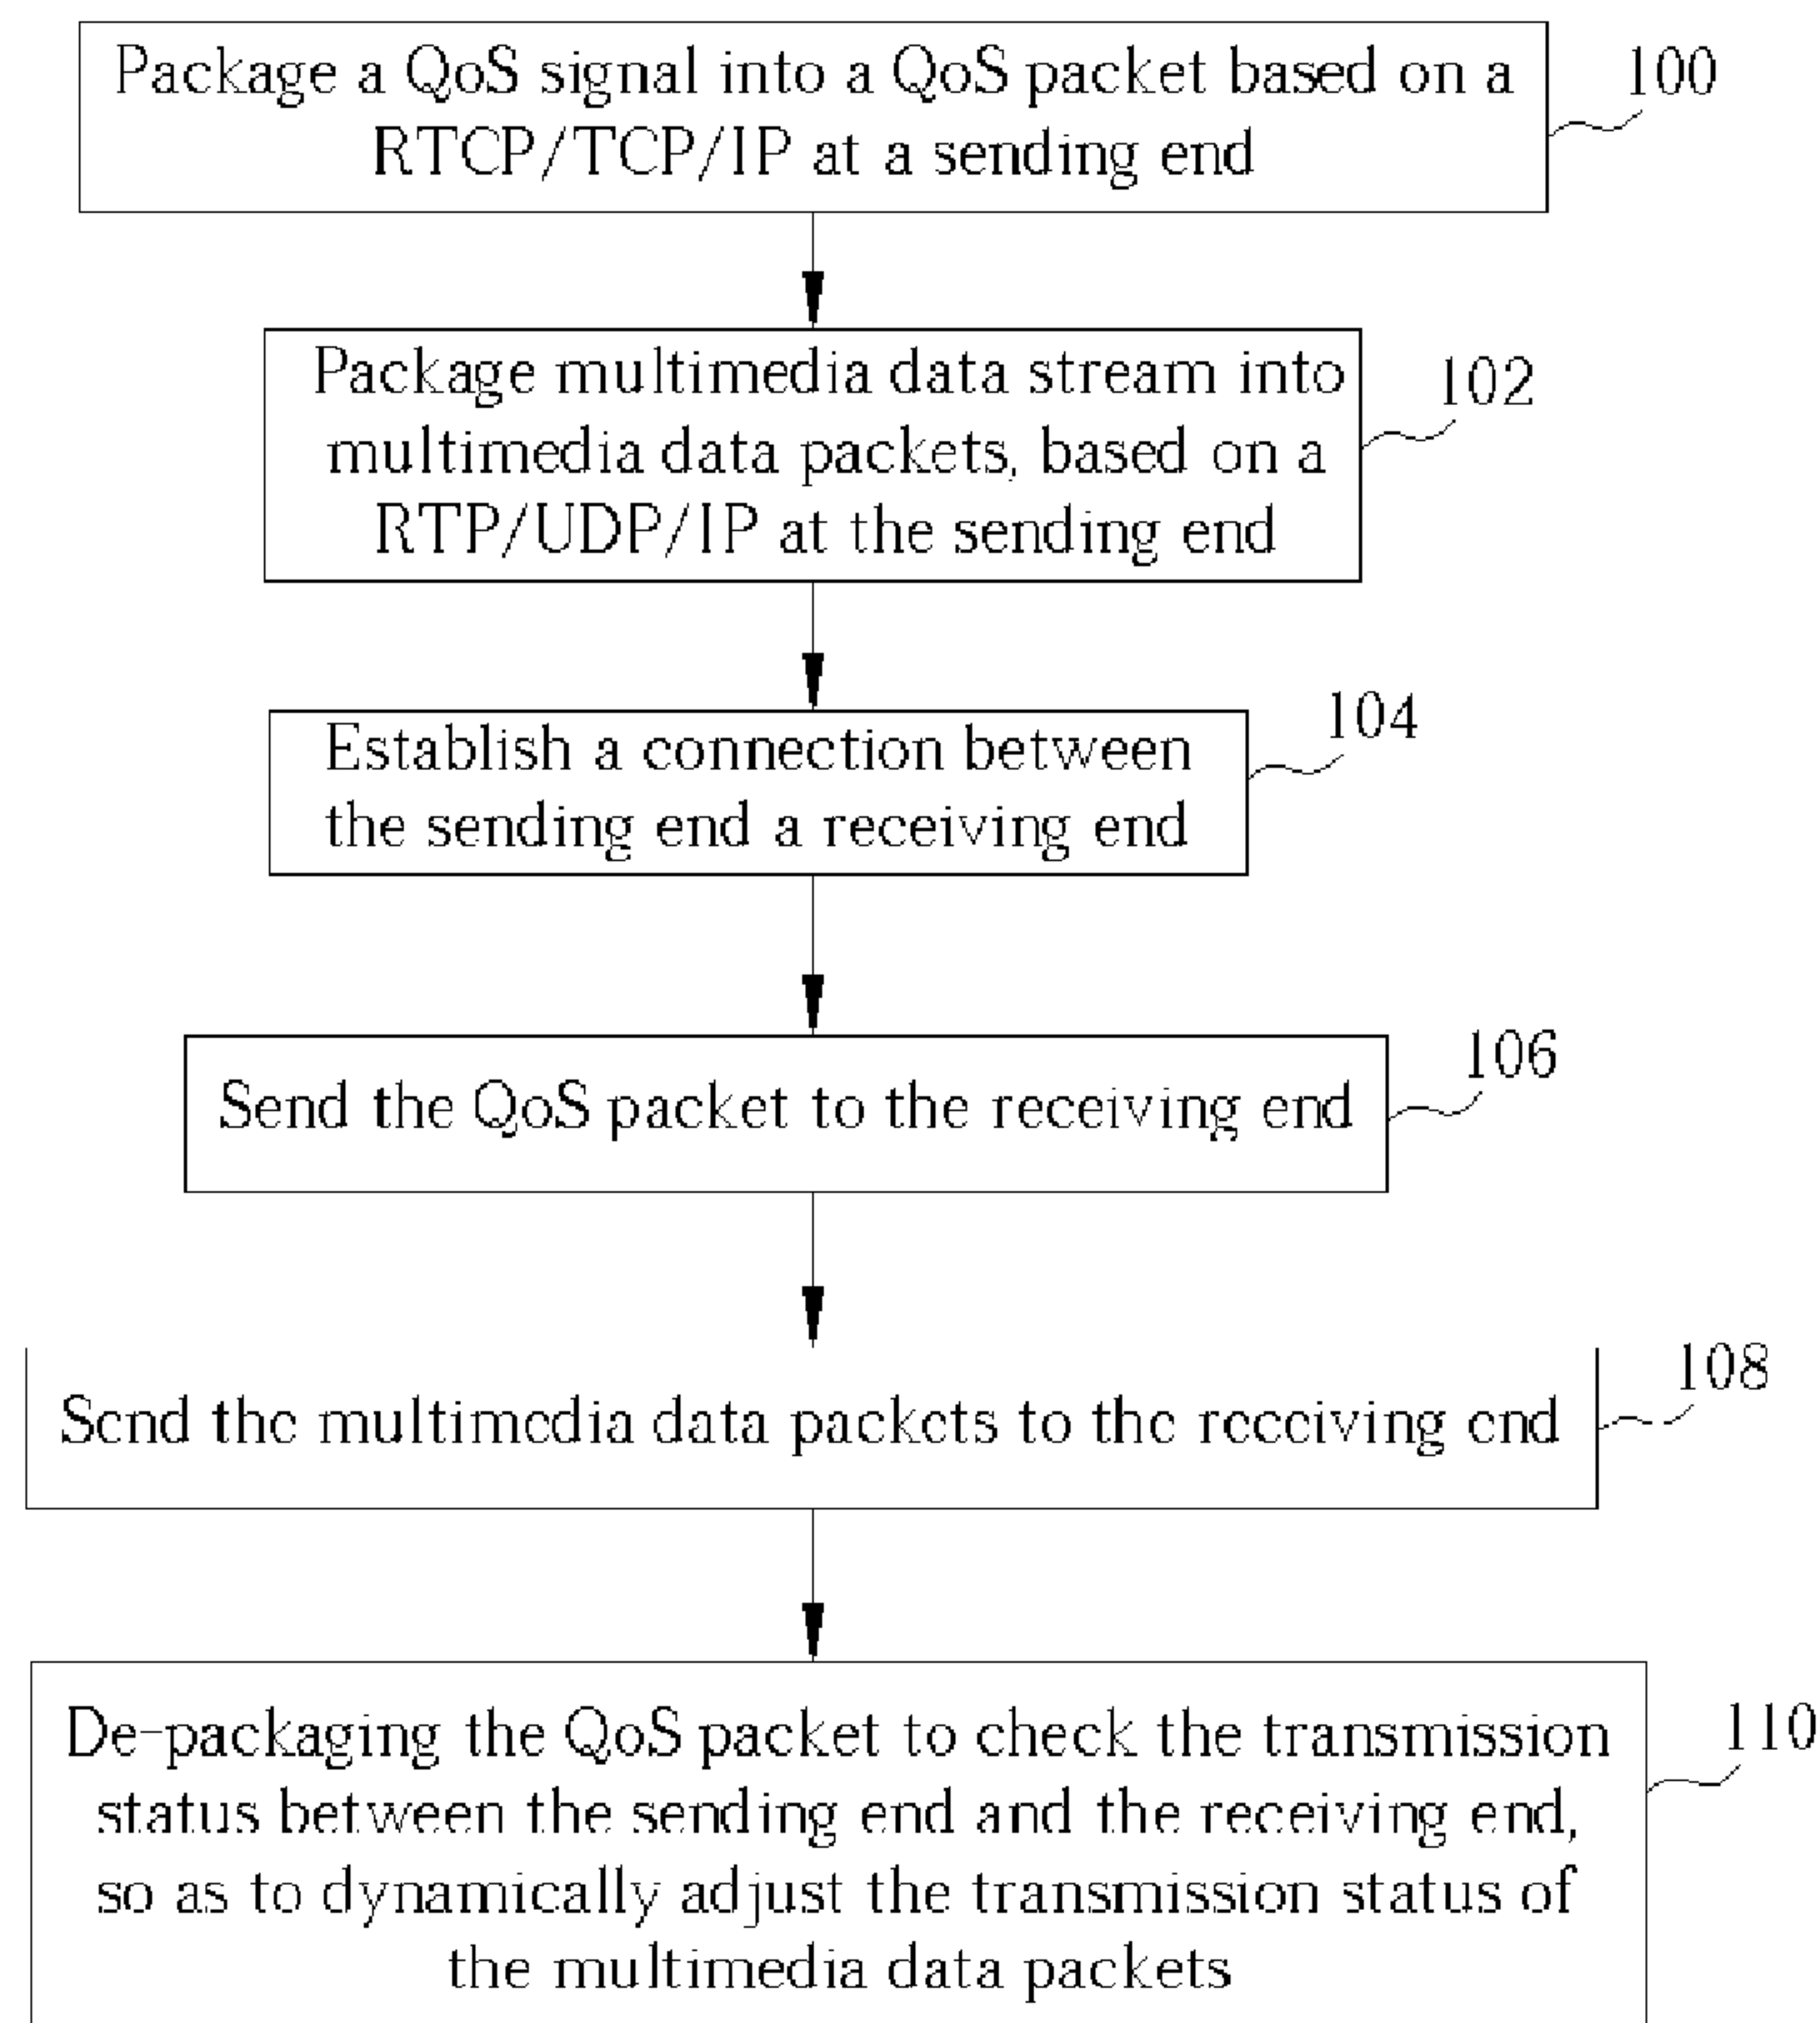 Package a QoS signal into a QoS packet based on a
RTCP/TCP/IP at a sending end
100
Package multimedia data stream into
multimedia data packets, based on a
RTP/UDP/IP at the sending end
102
Establish a connection between
the sending end a receiving end
104
Send the QoS packet to the receiving end
106
Send the multimedia data packets to the receiving end
108
De-packaging the QoS packet to check the transmission
status between the sending end and the receiving end,
so as to dynamically adjust the transmission status of
the multimedia data packets
110